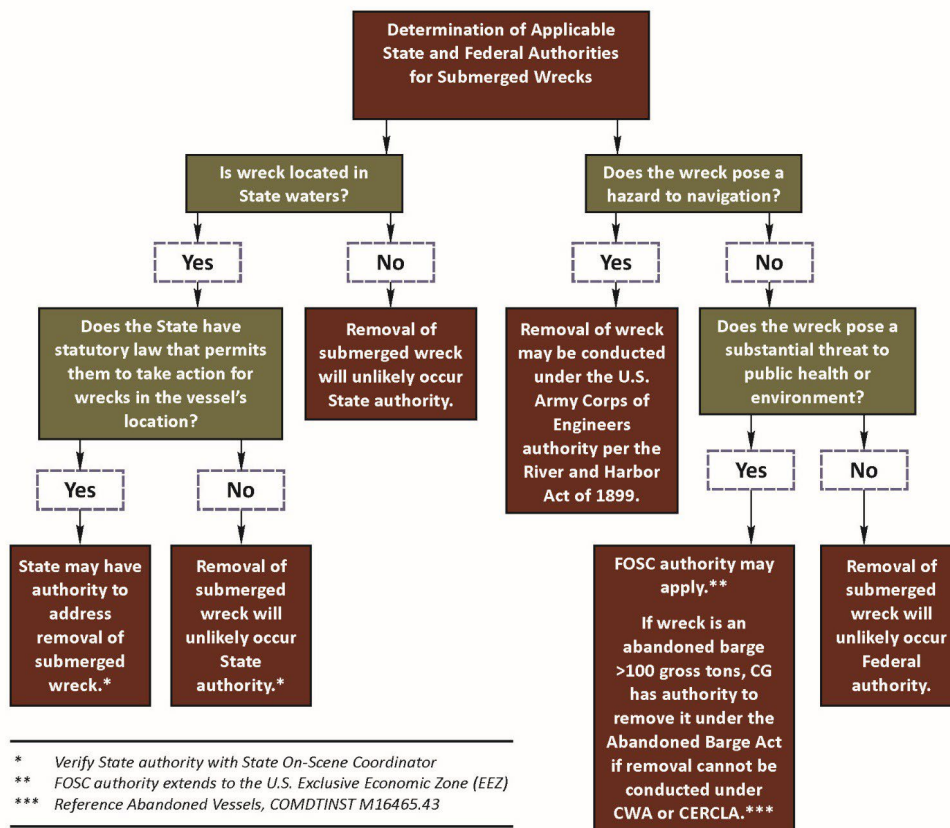 Determination of Applicable
State and Federal Authorities
for Submerged Wrecks
Is wreck located in
State waters?
Does the wreck pose a
hazard to navigation?
Yes
No
Yes
No
Does the State have
statutory law that permits
them to take action for
wrecks in the vessel's
location?
Removal of
submerged wreck
will unlikely occur
State authority.
Removal of wreck
may be conducted
under the U.S.
Army Corps of
Engineers
authority per the
River and Harbor
Act of 1899.
Does the wreck pose a
substantial threat to
public health or
environment?
Yes
No
Yes
No
State may have
authority to
address
removal of
submerged
wreck.*
Removal of
submerged
wreck will
unlikely occur
State
authority.*
FOSC authority may
apply.**
If wreck is an
abandoned barge
>100 gross tons, CG
has authority to
remove it under the
Abandoned Barge Act
if removal cannot be
conducted under
CWA or CERCLA.***
Removal of
submerged
wreck will
unlikely occur
Federal
authority.
* Verify State authority with State On-Scene Coordinator
** FOSC authority extends to the U.S. Exclusive Economic Zone (EEZ)
*** Reference Abandoned Vessels, COMDTINST M16465.43